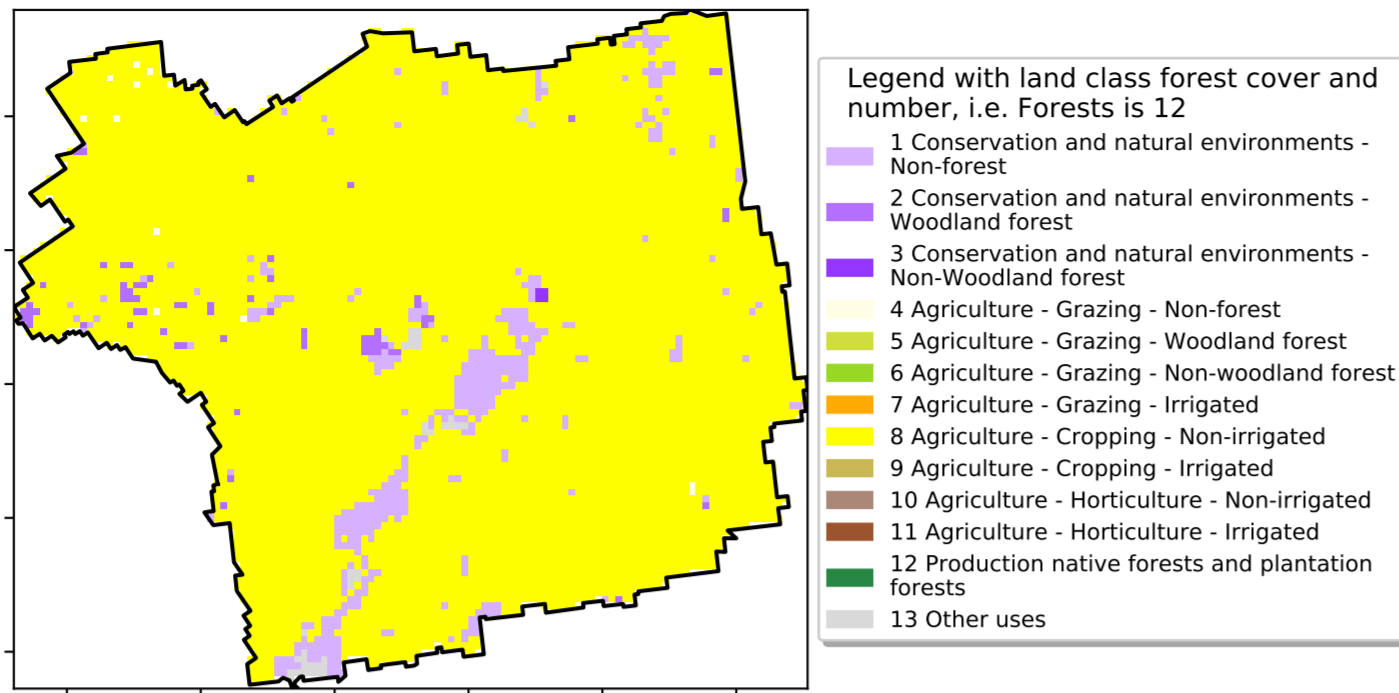 Legend with land class forest cover and
number, i.e. Forests is 12
1 Conservation and natural environments -
Non-forest
2 Conservation and natural environments -
Woodland forest
3 Conservation and natural environments -
Non-Woodland forest
4 Agriculture - Grazing - Non-forest
5 Agriculture - Grazing - Woodland forest
6 Agriculture - Grazing - Non-woodland forest
7 Agriculture - Grazing - Irrigated
8 Agriculture - Cropping - Non-irrigated
9 Agriculture - Cropping - Irrigated
10 Agriculture - Horticulture - Non-irrigated
11 Agriculture - Horticulture - Irrigated
12 Production native forests and plantation
forests
13 Other uses